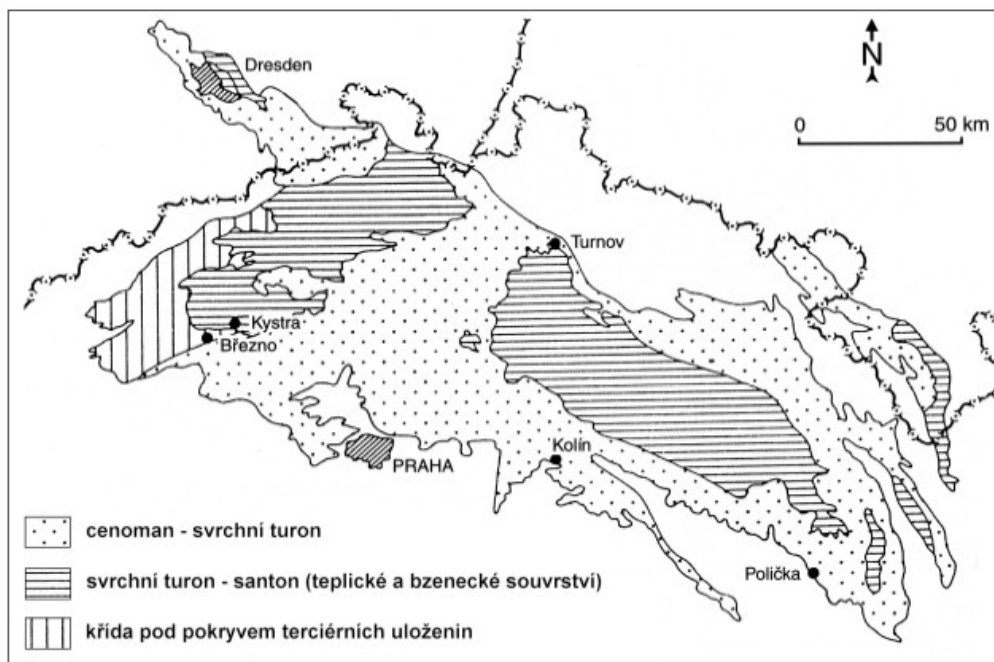 Dresden
N
0 50 km
Turnov
Kystra
Březno
Kolín
PRAHA
Polička
cenoman - svrchní turon
svrchní turon - santon (teplické a bzenecké souvrství)
křída pod pokryvem terciérních uloženin